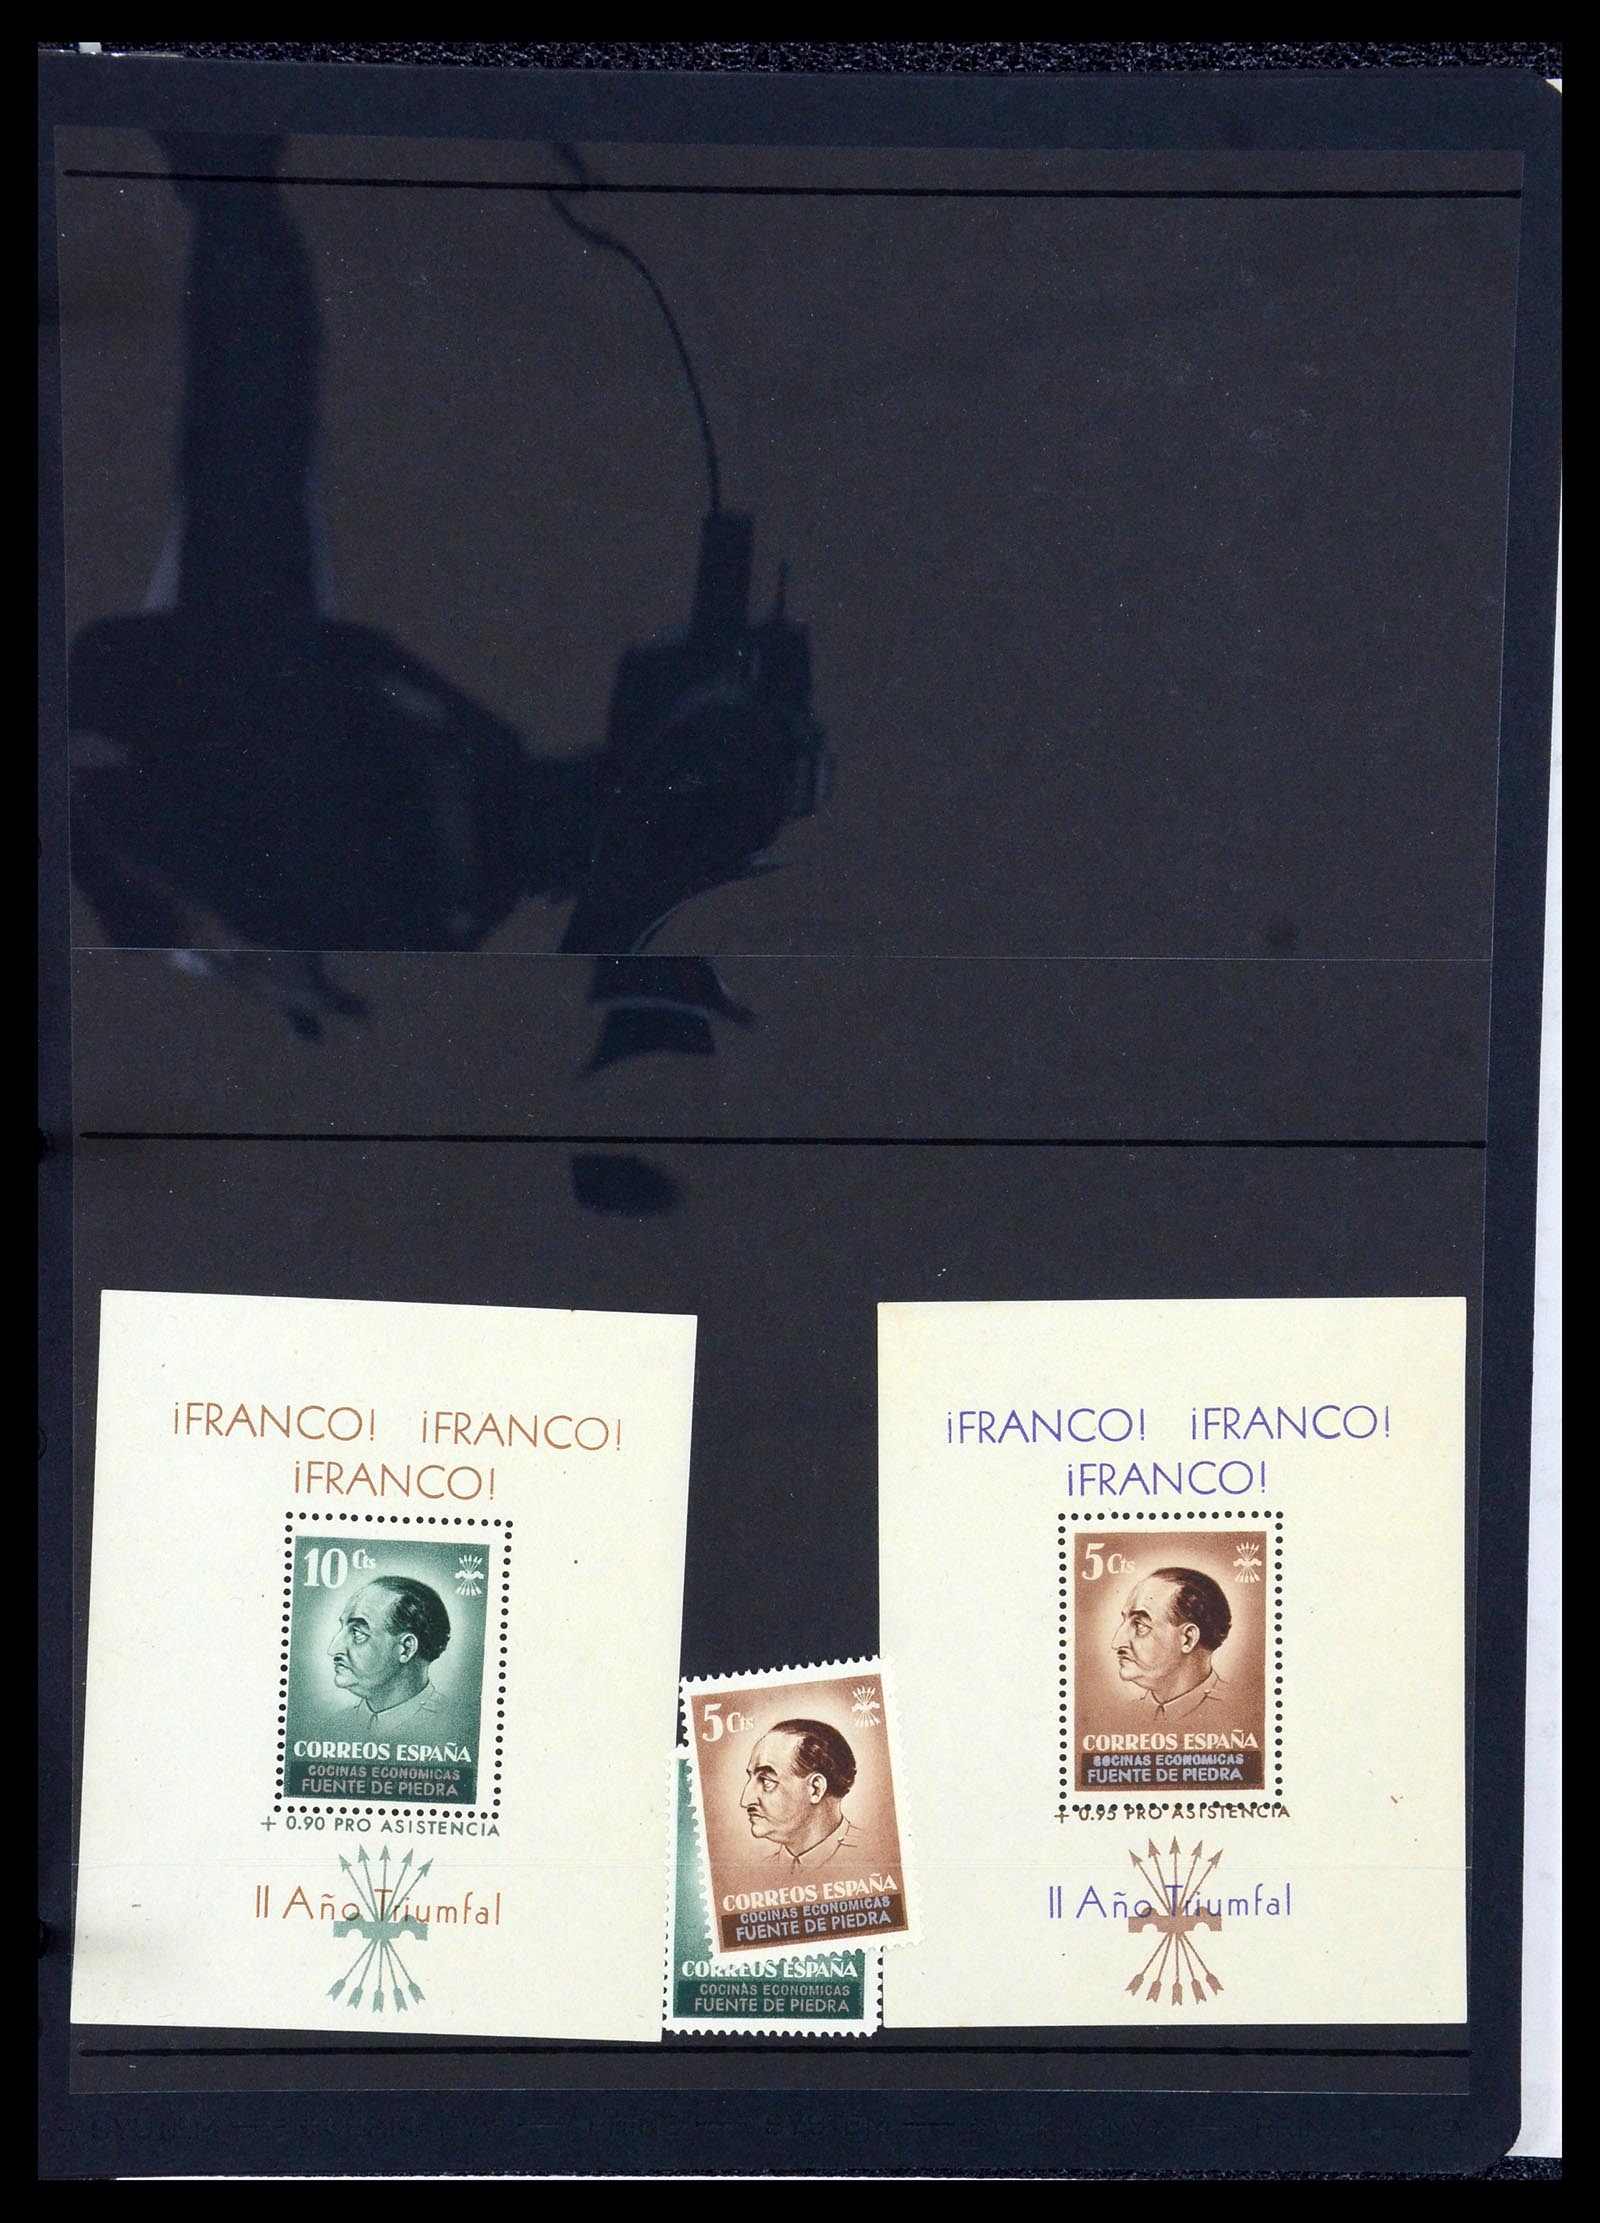 ¡FRANCO! ¡FRANCO!
¡FRANCO!
10 Cts
CORREOS ESPAÑA
COCINAS ECONOMICAS
FUENTE DE PIEDRA
+ 0.90 PRO ASISTENCIA
II Año Triumfal
5 Cts
CORREOS ESPAÑA
COCINAS ECONOMICAS
FUENTE DE PIEDRA
CORREOS ESPAÑA
COCINAS ECONOMICAS
FUENTE DE PIEDRA
¡FRANCO! ¡FRANCO!
¡FRANCO!
5 Cts
CORREOS ESPAÑA
COCINAS ECONOMICAS
FUENTE DE PIEDRA
+ 0.95 PRO ASISTENCIA
II Año Triumfal